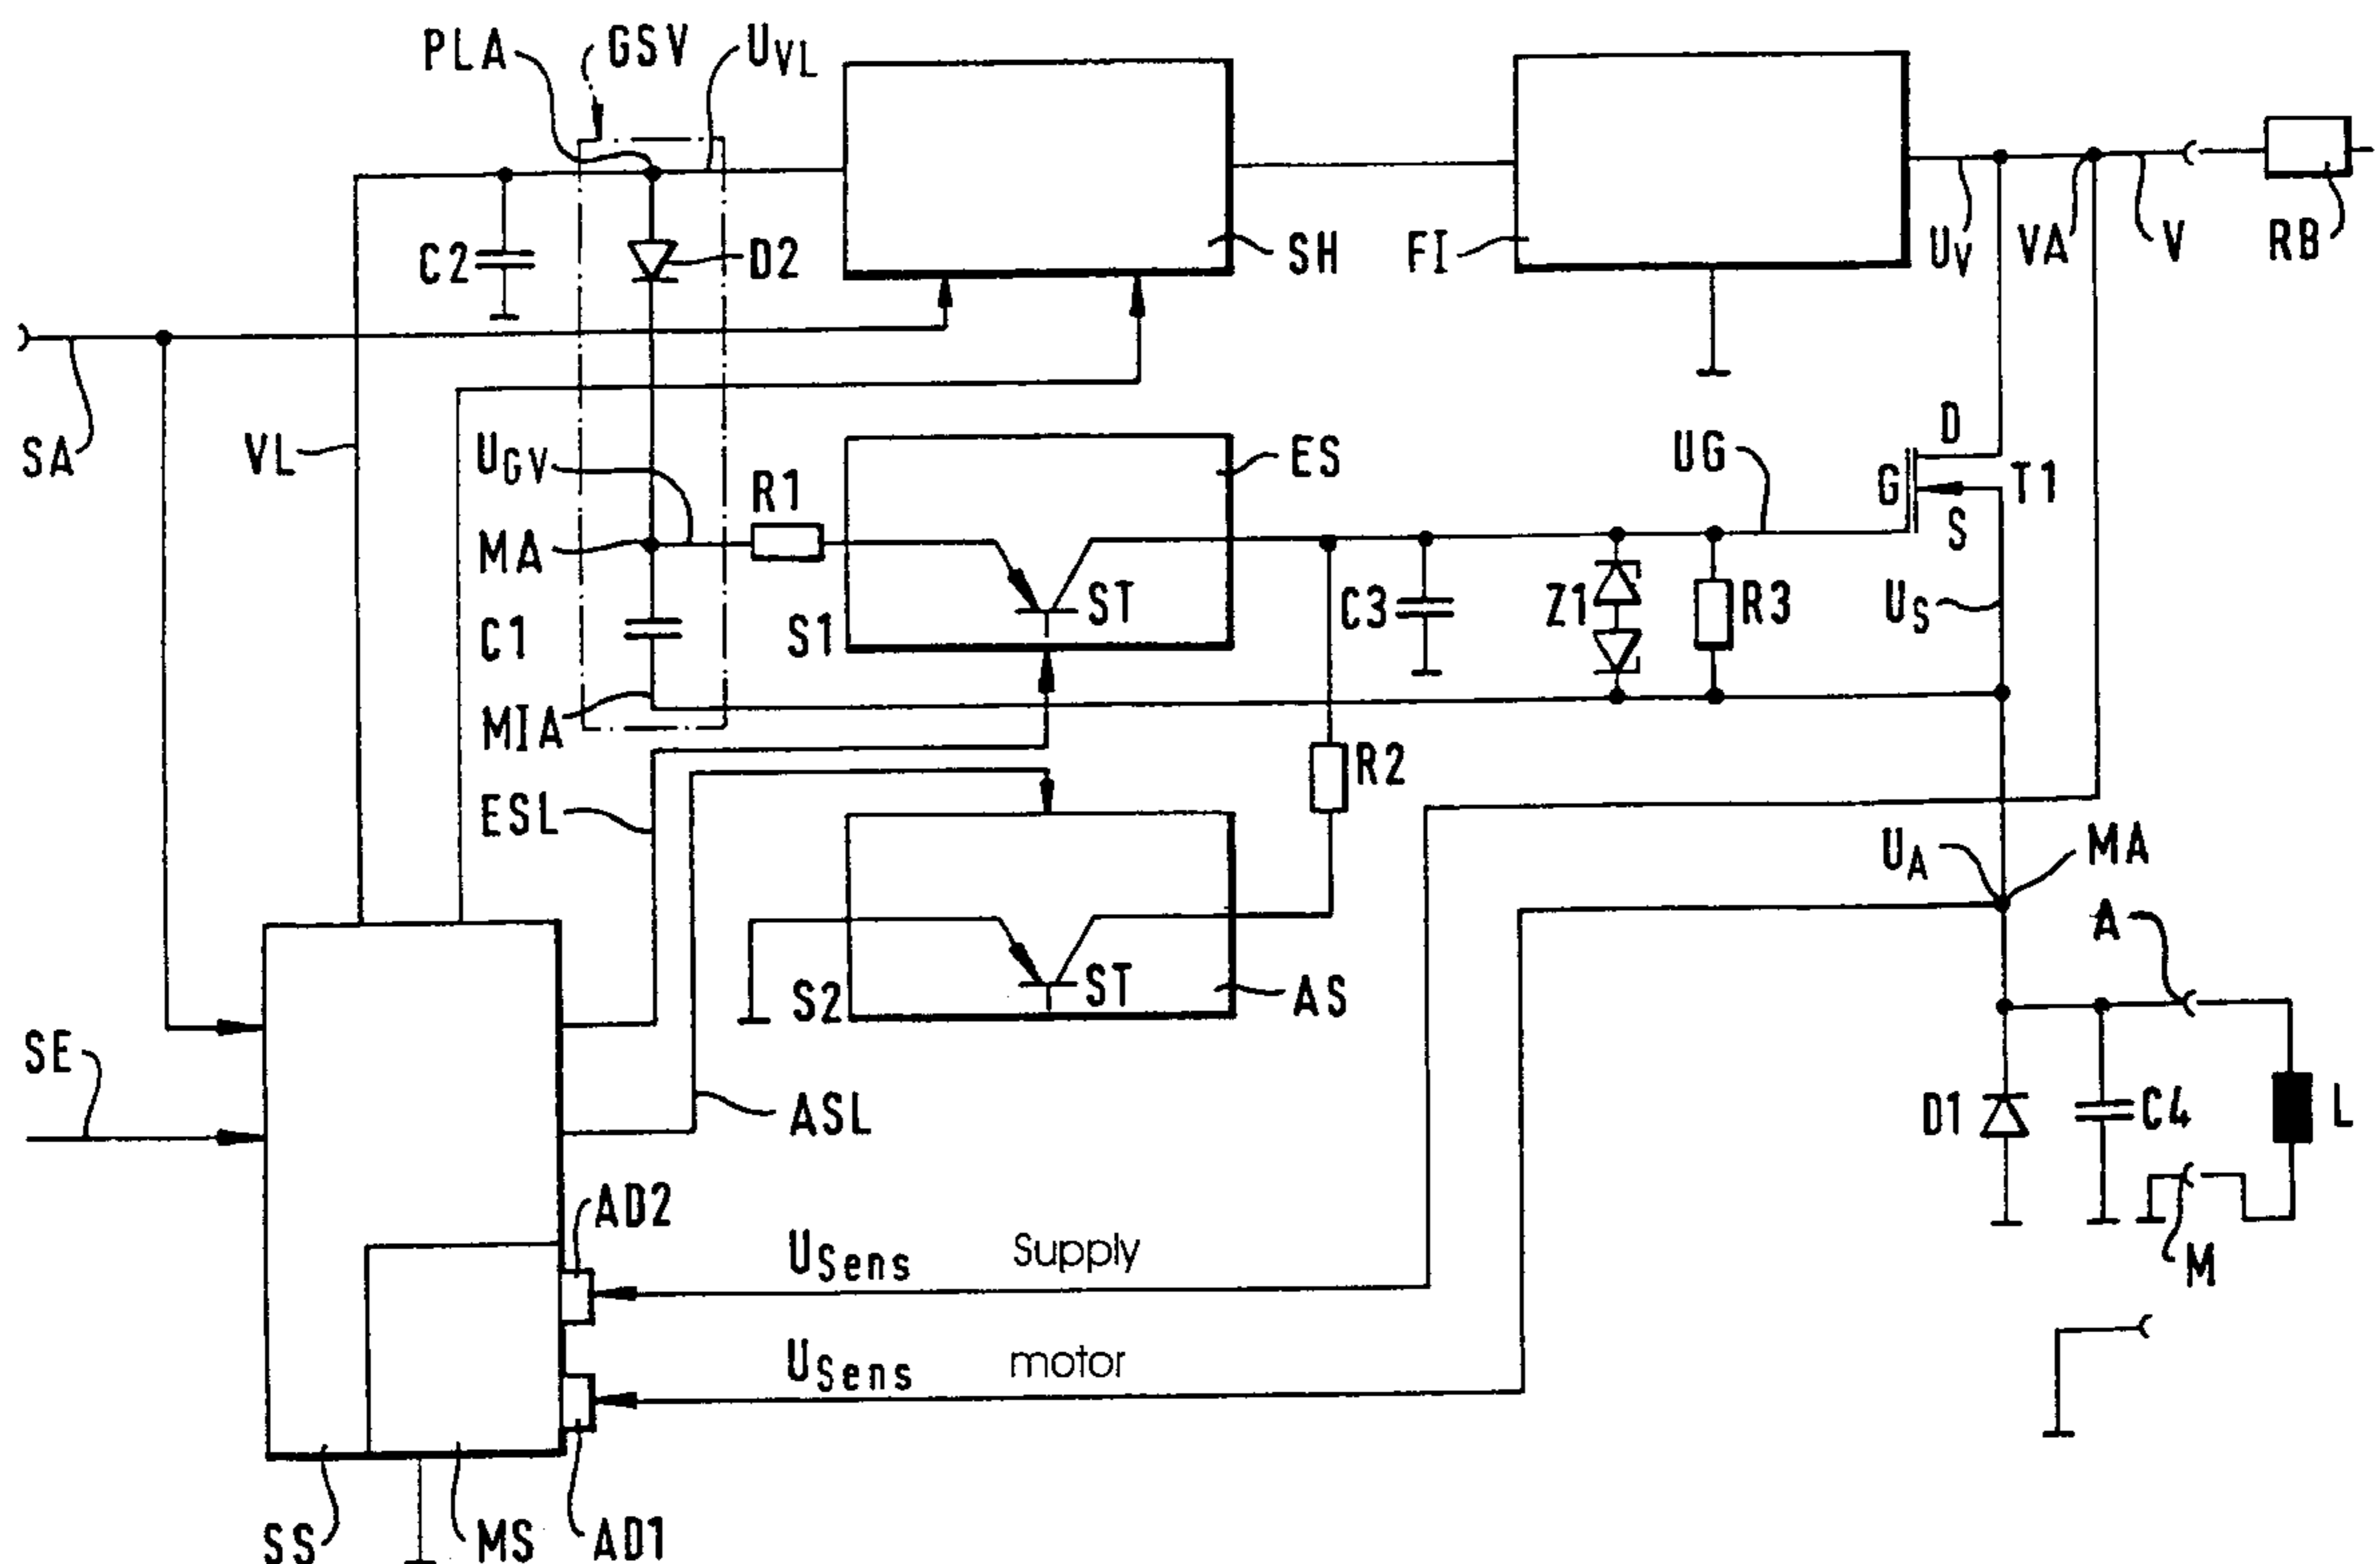 PLA GSV UVL
C2 D2 SH FI UV VA V RB
SA VL UGV R1 ES UG D
G T1
S
MA
C1 S1 ST C3 Z1 R3 US
MIA
R2
ESL
UA MA
A
S2 ST AS
SE
ASL D1 C4 L
AD2
USens Supply
M
USens motor
SS MS AD1